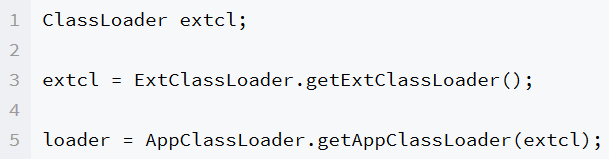 1 ClassLoader extcl;
2
3 extcl = ExtClassLoader.getExtClassLoader();
4
5 loader = AppClassLoader.getAppClassLoader(extcl);